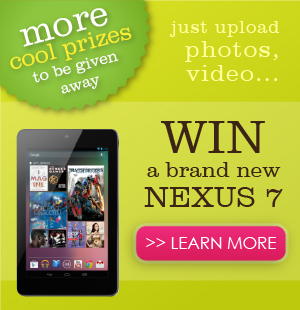 more
cool prizes
to be given
away
just upload
photos,
video...
WIN
a brand new
NEXUS 7
>> LEARN MORE